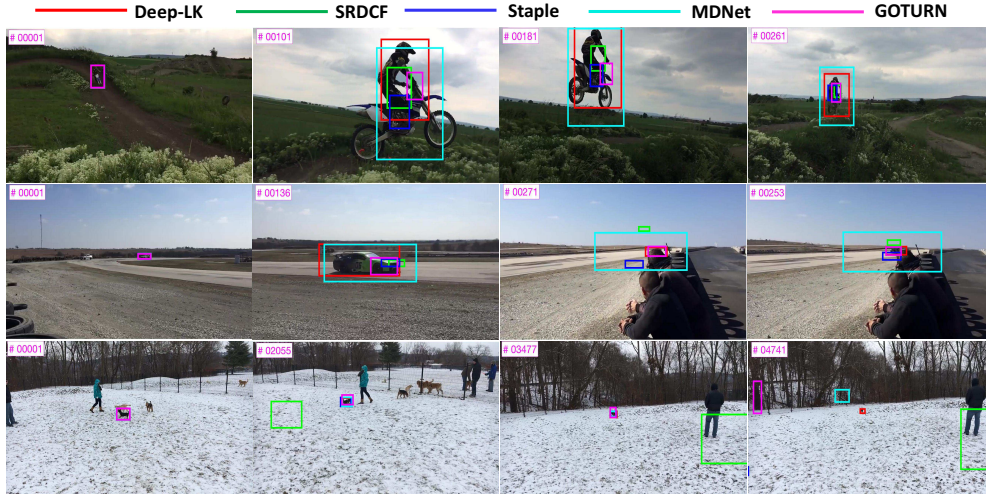 Deep-LK SRDCF Staple MDNet GOTURN
# 00001 # 00101 # 00181 # 00261
# 00001 # 00136 # 00271 # 00253
# 00001 # 02055 # 03477 # 04741